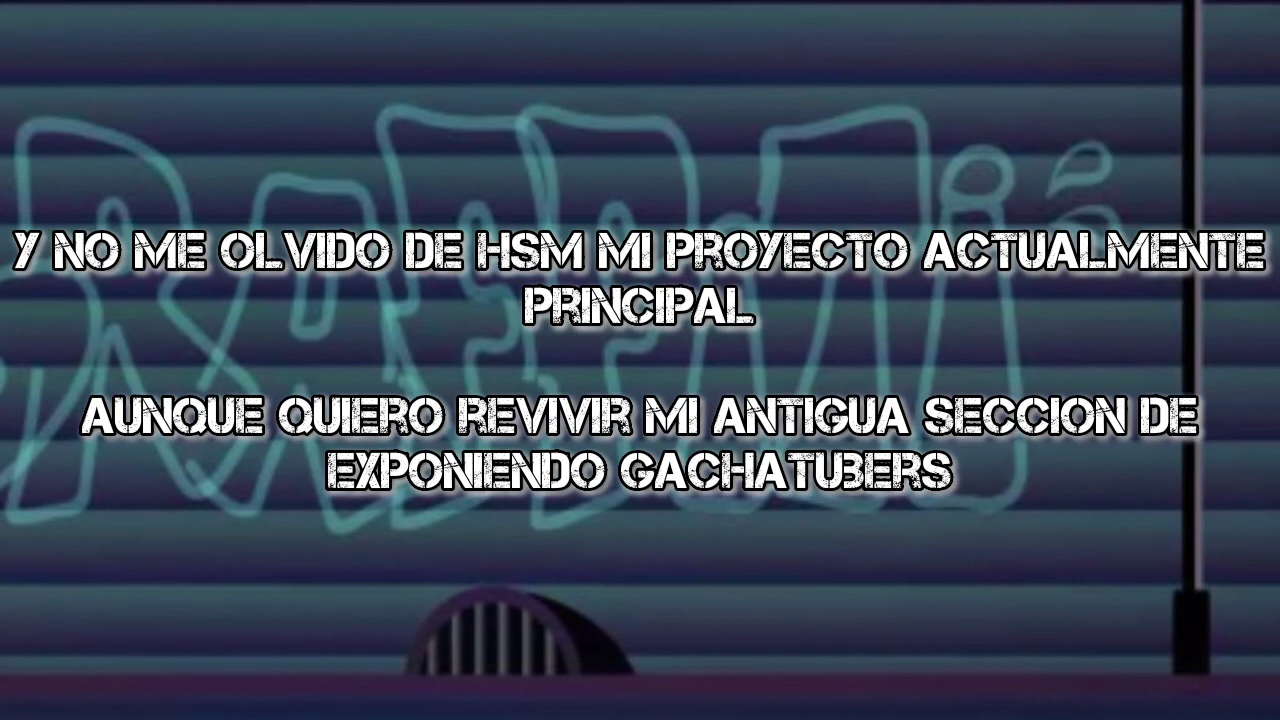 Y NO ME OLVIDO DE HSM MI PROYECTO ACTUALMENTE
PRINCIPAL
AUNQUE QUIERO REVIVIR MI ANTIGUA SECCION DE
EXPONIENDO GACHATUBERS